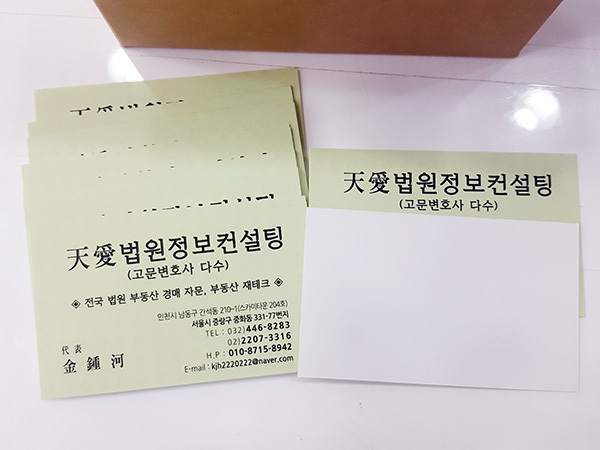 天愛법원정보컨설팅
(고문변호사 다수)
◈ 전국 법원 부동산 경매 자문, 부동산 재테크 ◈
인천시 남동구 간석동 210-1(스카이타운 204호)
서울시 중랑구 중화동 331-77번지
TEL : 032)446-8283
02)2207-3316
H.P : 010-8715-8942
E-mail : kjh2220222@naver.com
代表
金鍾河
天愛법원정보컨설팅
(고문변호사 다수)